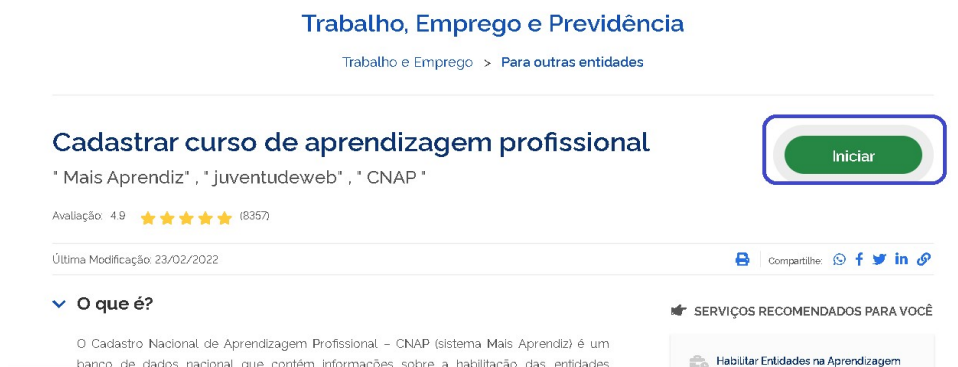 Trabalho, Emprego e Previdência
Trabalho e Emprego > Para outras entidades
Cadastrar curso de aprendizagem profissional
Iniciar
" Mais Aprendiz" , " juventudeweb" , " CNAP "
Avaliação: 4.9 (8357)
Última Modificação: 23/02/2022
Compartilhe:
O que é?
SERVIÇOS RECOMENDADOS PARA VOCÊ
O Cadastro Nacional de Aprendizagem Profissional – CNAP (sistema Mais Aprendiz) é um
banco de dados nacional que contém informações sobre a habilitação das entidades
Habilitar Entidades na Aprendizagem